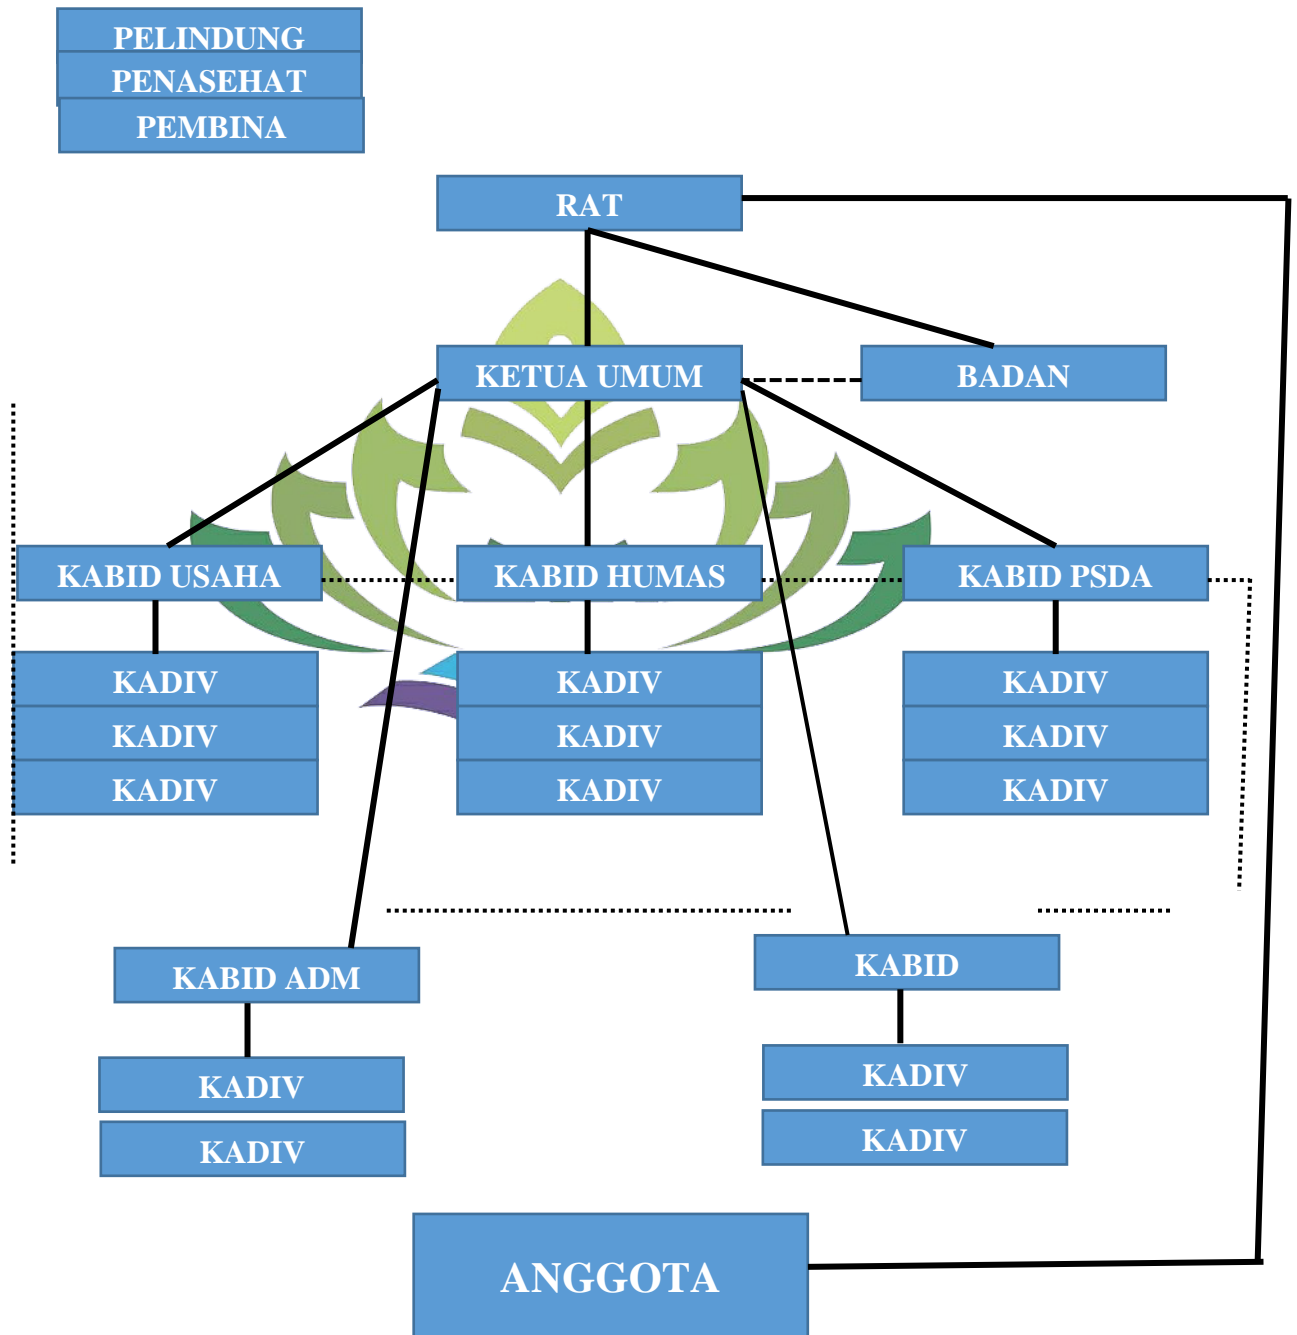 PELINDUNG
PENASEHAT
PEMBINA
RAT
KETUA UMUM
BADAN
KABID USAHA
KABID HUMAS
KABID PSDA
KADIV
KADIV
KADIV
KADIV
KADIV
KADIV
KADIV
KADIV
KADIV
KABID ADM
KABID
KADIV
KADIV
KADIV
KADIV
ANGGOTA